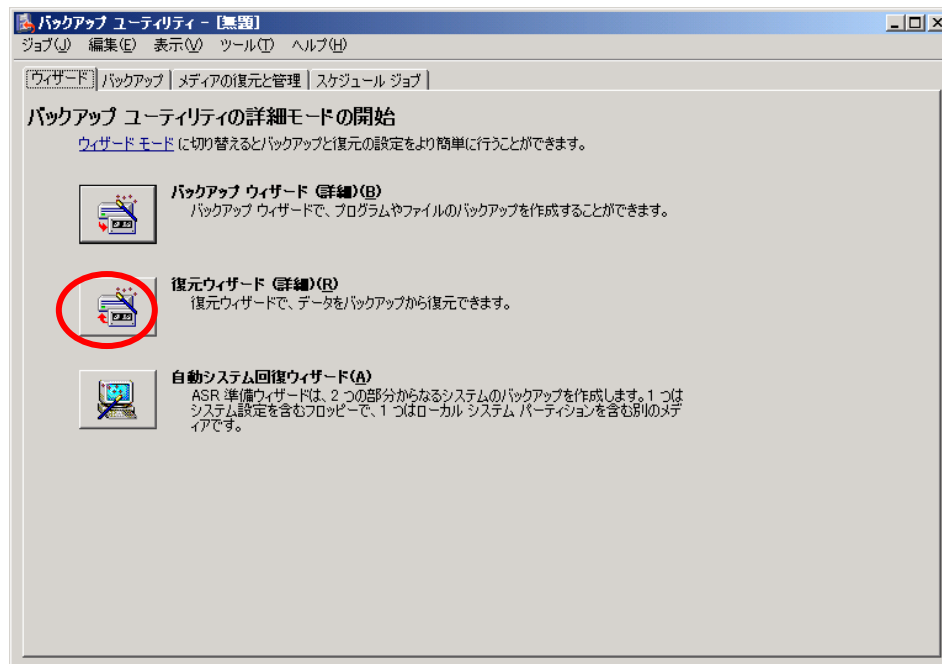 バックアップ ユーティリティ - [無題]
ジョブ(J) 編集(E) 表示(V) ツール(T) ヘルプ(H)
ウィザード バックアップ メディアの復元と管理 スケジュール ジョブ
バックアップ ユーティリティの詳細モードの開始
ウィザード モード に切り替えるとバックアップと復元の設定をより簡単に行うことができます。
バックアップ ウィザード (詳細)(B)
バックアップ ウィザードで、プログラムやファイルのバックアップを作成することができます。
復元ウィザード (詳細)(R)
復元ウィザードで、データをバックアップから復元できます。
自動システム回復ウィザード(A)
ASR 準備ウィザードは、2 つの部分からなるシステムのバックアップを作成します。1 つは
システム設定を含むフロッピーで、1 つはローカル システム パーティションを含む別のメデ
ィアです。